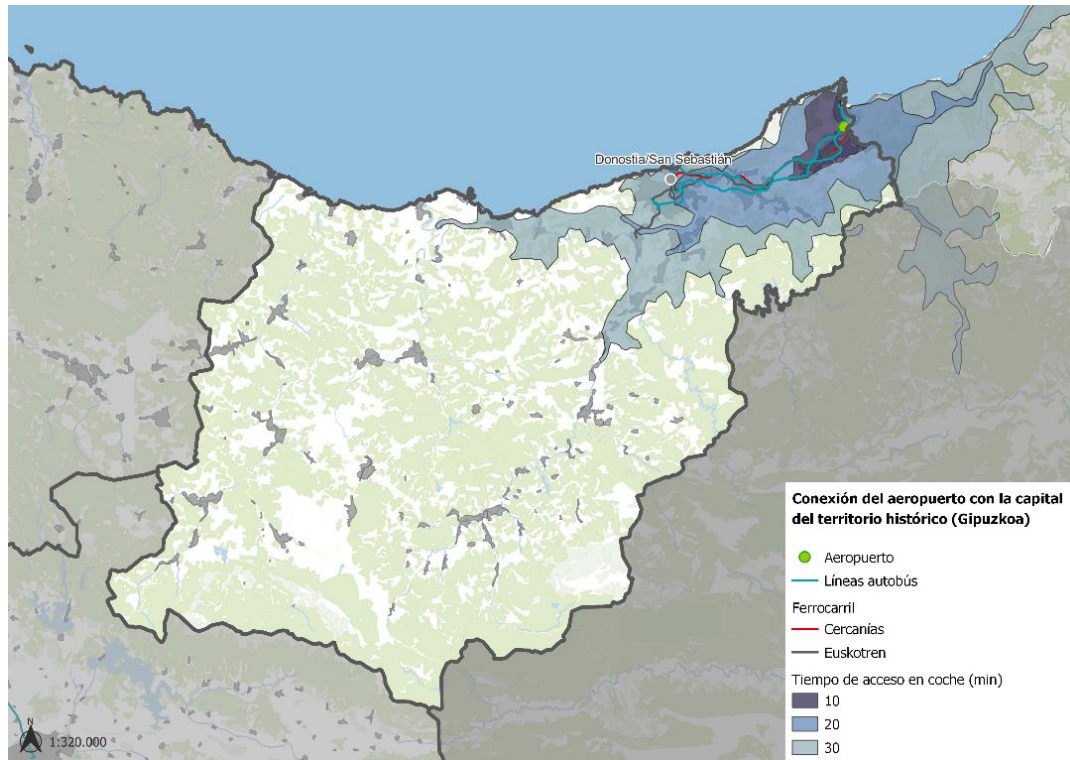 Donostia/San Sebastián
Conexión del aeropuerto con la capital
del territorio histórico (Gipuzkoa)
Aeropuerto
Líneas autobús
Ferrocarril
Cercanías
Euskotren
Tiempo de acceso en coche (min)
10
20
30
N
1:320.000